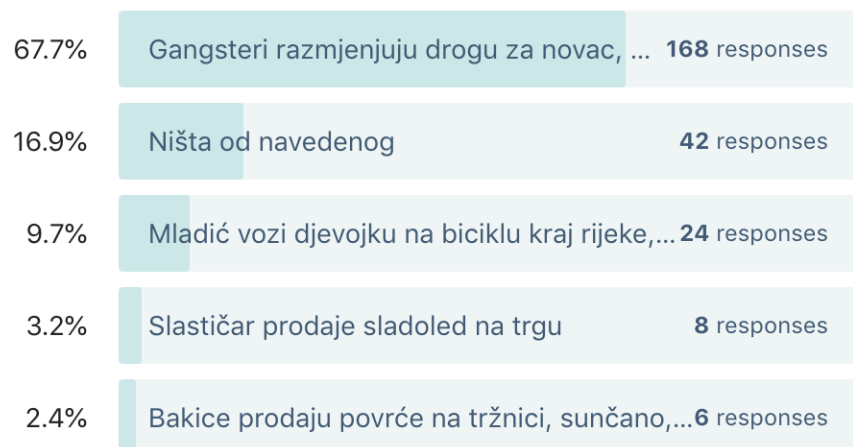 67.7% Gangsteri razmjenjuju drogu za novac, ... 168 responses
16.9% Ništa od navedenog 42 responses
9.7% Mladić vozi djevojku na biciklu kraj rijeke,... 24 responses
3.2% Slastičar prodaje sladoled na trgu 8 responses
2.4% Bakice prodaju povrće na tržnici, sunčano,... 6 responses